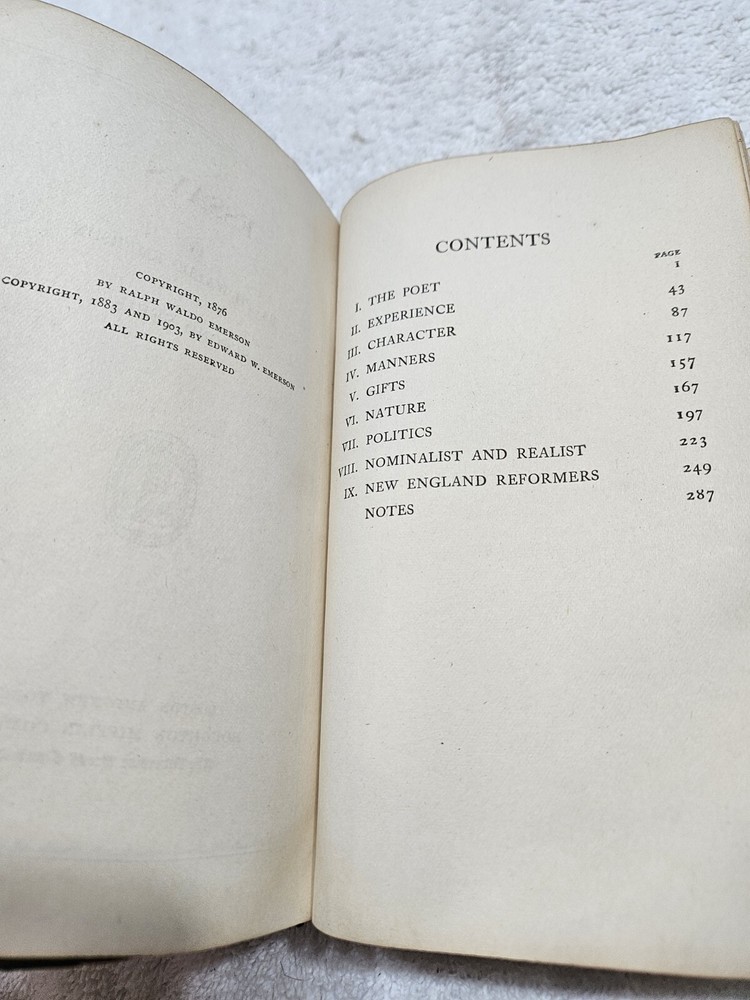 COPYRIGHT, 1876
BY RALPH WALDO EMERSON
COPYRIGHT, 1883 AND 1903, BY EDWARD W. EMERSON
ALL RIGHTS RESERVED
CONTENTS
PAGE
I. THE POET 1
II. EXPERIENCE 43
III. CHARACTER 87
IV. MANNERS 117
V. GIFTS 157
VI. NATURE 167
VII. POLITICS 197
VIII. NOMINALIST AND REALIST 223
IX. NEW ENGLAND REFORMERS 249
NOTES 287